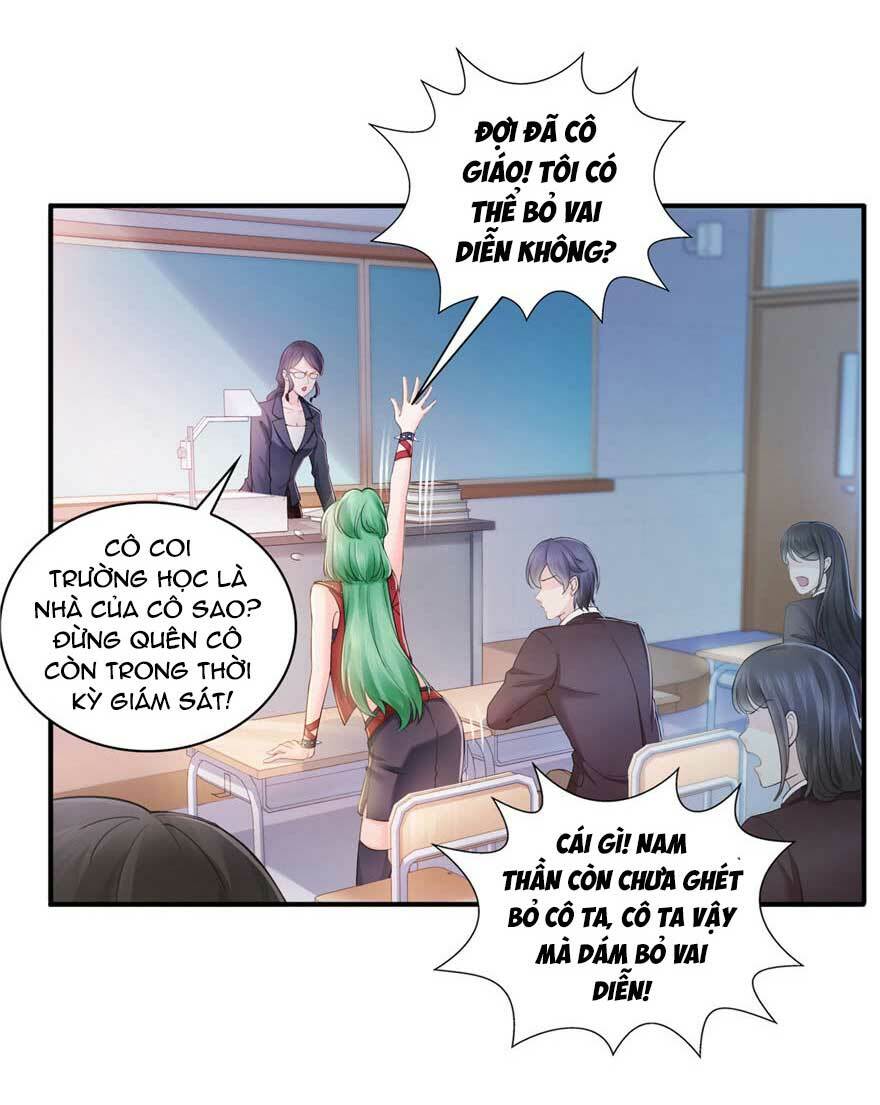 ĐỢI ĐÃ CÔ
GIÁO! TÔI CÓ
THỂ BỎ VAI
DIỄN KHÔNG?
CÔ COI
TRƯỜNG HỌC LÀ
NHÀ CỦA CÔ SAO?
ĐỪNG QUÊN CÔ
CÒN TRONG THỜI
KỲ GIÁM SÁT!
CÁI GÌ! NAM
THẦN CÒN CHƯA GHÉT
BỎ CÔ TA, CÔ TA VẬY
MÀ DÁM BỎ VAI
DIỄN!